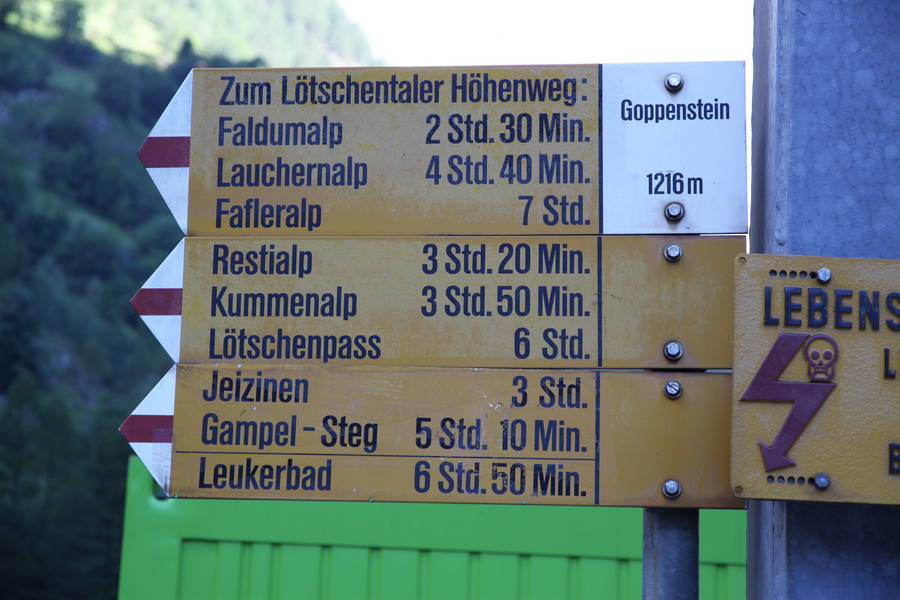 Zum Lötschentaler Höhenweg:
Faldumalp 2 Std. 30 Min.
Lauchernalp 4 Std. 40 Min.
Fafleralp 7 Std.
Goppenstein
1216 m
Restialp 3 Std. 20 Min.
Kummenalp 3 Std. 50 Min.
Lötschenpass 6 Std.
Jeizinen 3 Std.
Gampel - Steg 5 Std. 10 Min.
Leukerbad 6 Std. 50 Min.
LEBENS